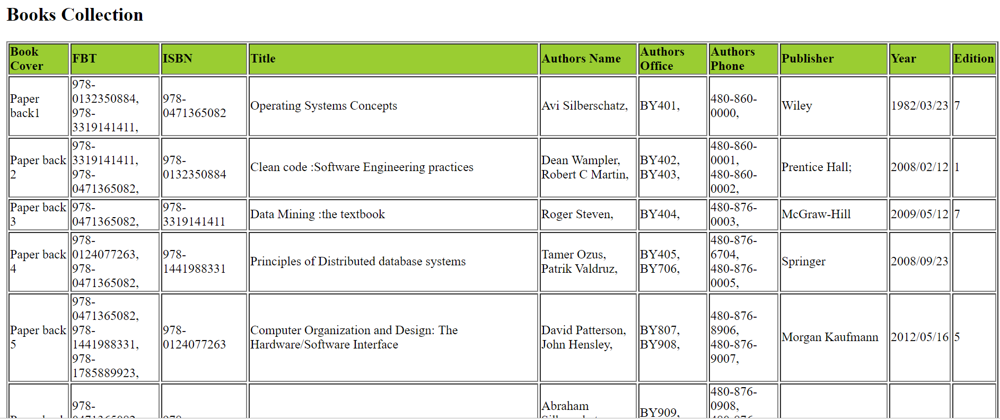 Books Collection
Book Cover FBT ISBN Title Authors Name Authors Office Authors Phone Publisher Year Edition
Paper back1 978-0132350884, 978-3319141411, 978-0471365082 Operating Systems Concepts Avi Silberschatz, BY401, 480-860-0000, Wiley 1982/03/23 7
Paper back 2 978-3319141411, 978-0471365082, 978-0132350884 Clean code :Software Engineering practices Dean Wampler, Robert C Martin, BY402, BY403, 480-860-0001, 480-860-0002, Prentice Hall; 2008/02/12 1
Paper back 3 978-0471365082, 978-3319141411 Data Mining :the textbook Roger Steven, BY404, 480-876-0003, McGraw-Hill 2009/05/12 7
Paper back 4 978-0124077263, 978-0471365082, 978-1441988331 Principles of Distributed database systems Tamer Ozus, Patrik Valdruz, BY405, BY706, 480-876-6704, 480-876-0005, Springer 2008/09/23
Paper back 5 978-0471365082, 978-1441988331, 978-1785889923, 978-0124077263 Computer Organization and Design: The Hardware/Software Interface David Patterson, John Hensley, BY807, BY908, 480-876-8906, 480-876-9007, Morgan Kaufmann 2012/05/16 5
978- Abraham BY909, 480-876-0908,